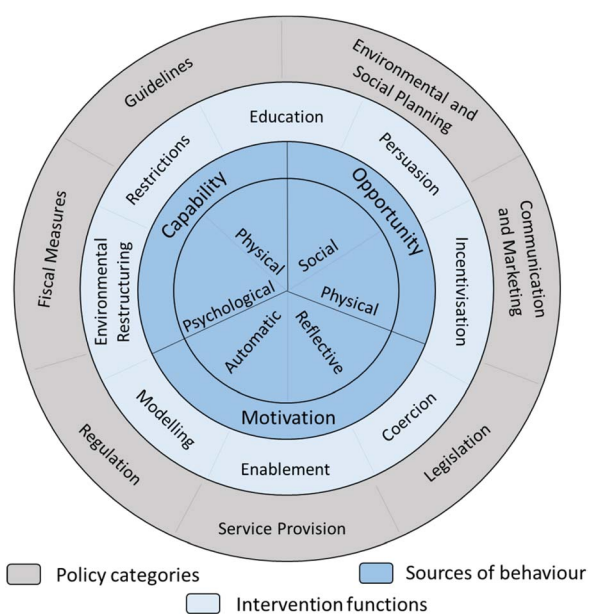 Environmental and
Social Planning
Guidelines
Education
Restrictions
Persuasion
Capability
Opportunity
Fiscal Measures
Communication
and Marketing
Environmental
Restructuring
Physical
Social
Incentivisation
Psychological
Physical
Automatic
Reflective
Modelling
Motivation
Coercion
Regulation
Enablement
Legislation
Service Provision
Policy categories
Sources of behaviour
Intervention functions